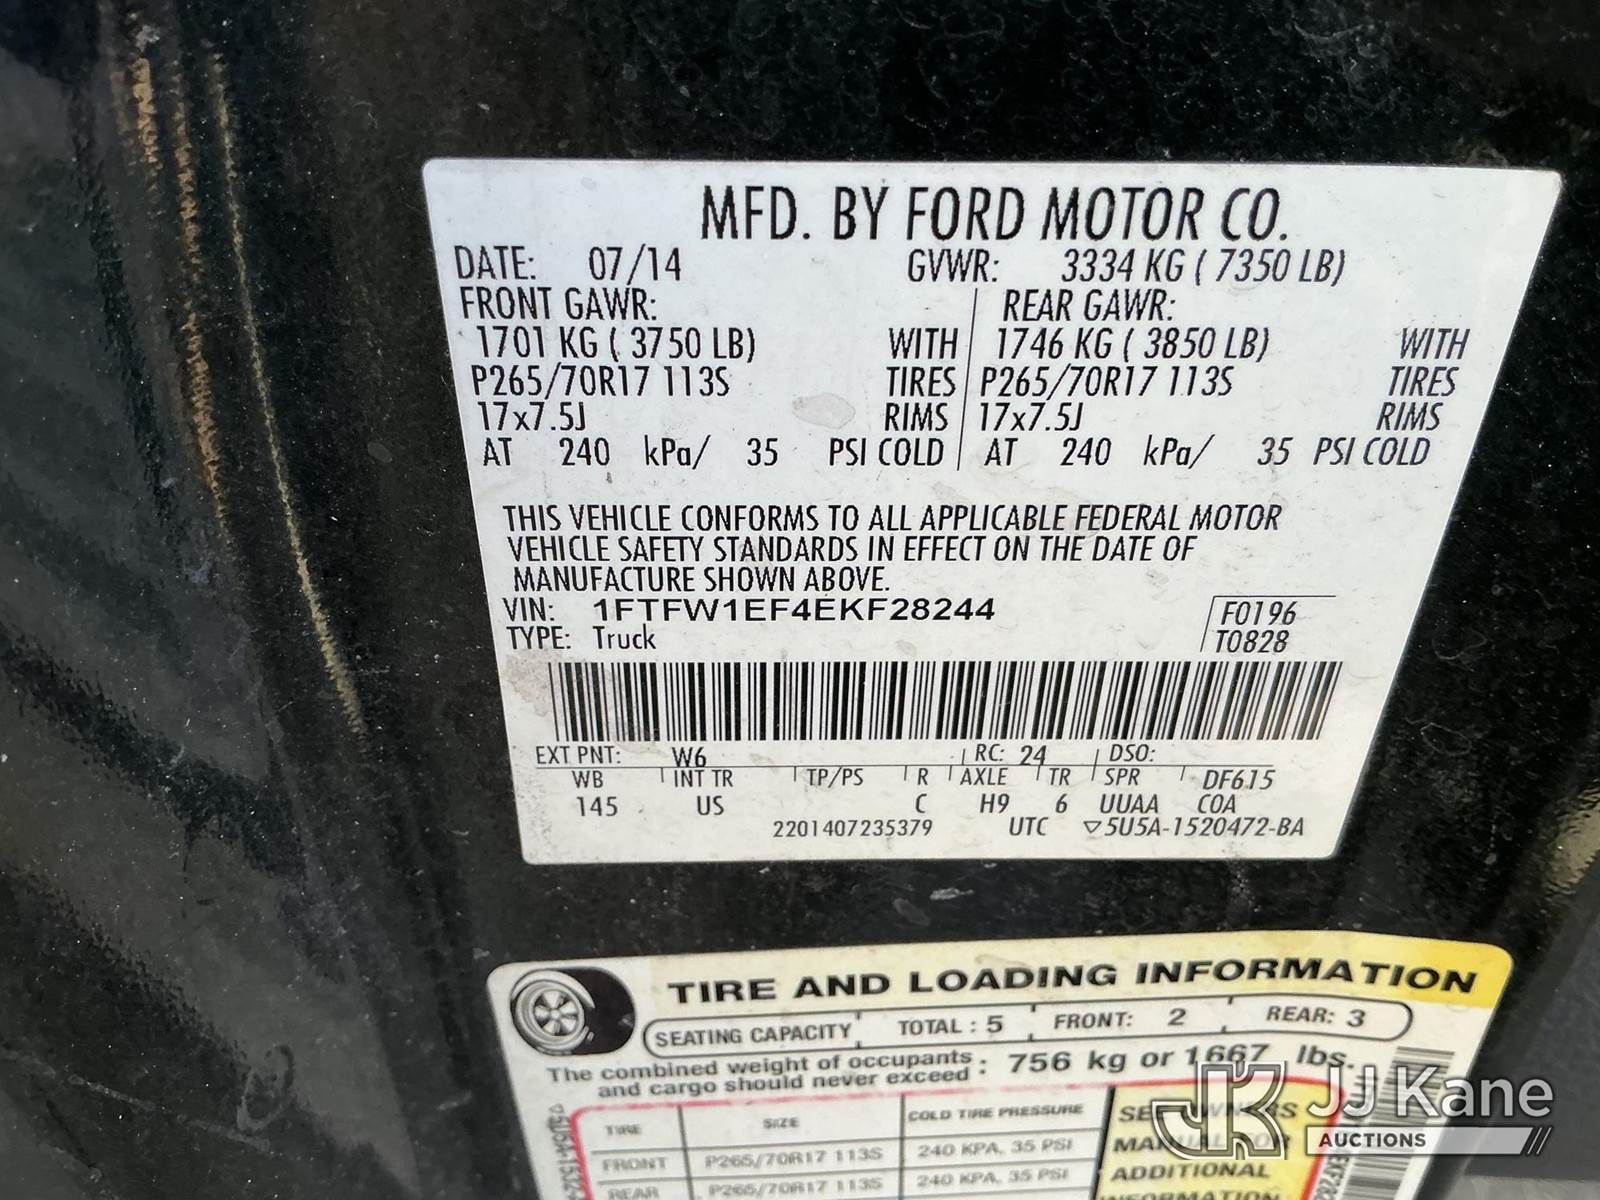 MFD. BY FORD MOTOR CO.
DATE: 07/14 GVWR: 3334 KG ( 7350 LB)
FRONT GAWR: REAR GAWR:
1701 KG ( 3750 LB) WITH 1746 KG ( 3850 LB) WITH
P265/70R17 113S TIRES P265/70R17 113S TIRES
17x7.5J RIMS 17x7.5J RIMS
AT 240 kPa/ 35 PSI COLD AT 240 kPa/ 35 PSI COLD
THIS VEHICLE CONFORMS TO ALL APPLICABLE FEDERAL MOTOR
VEHICLE SAFETY STANDARDS IN EFFECT ON THE DATE OF
MANUFACTURE SHOWN ABOVE.
VIN: 1FTFW1EF4EKF28244 F0196
TYPE: Truck T0828
EXT PNT: W6 RC: 24 DSO:
WB INT TR TP/PS R AXLE TR SPR DF615
145 US C H9 6 UUAA COA
2201407235379 UTC ▽5U5A-1520472-BA
TIRE AND LOADING INFORMATION
SEATING CAPACITY TOTAL : 5 FRONT: 2 REAR: 3
The combined weight of occupants : 756 kg or 1667 lbs.
and cargo should never exceed
TIRE SIZE COLD TIRE PRESSURE SEE OWNERS
FRONT P265/70R17 113S 240 KPA, 35 PSI MANUAL FOR
REAR P265/70R17 113S 240 KPA, 35 PSI ADDITIONAL
INFORMATION
JJ Kane
AUCTIONS